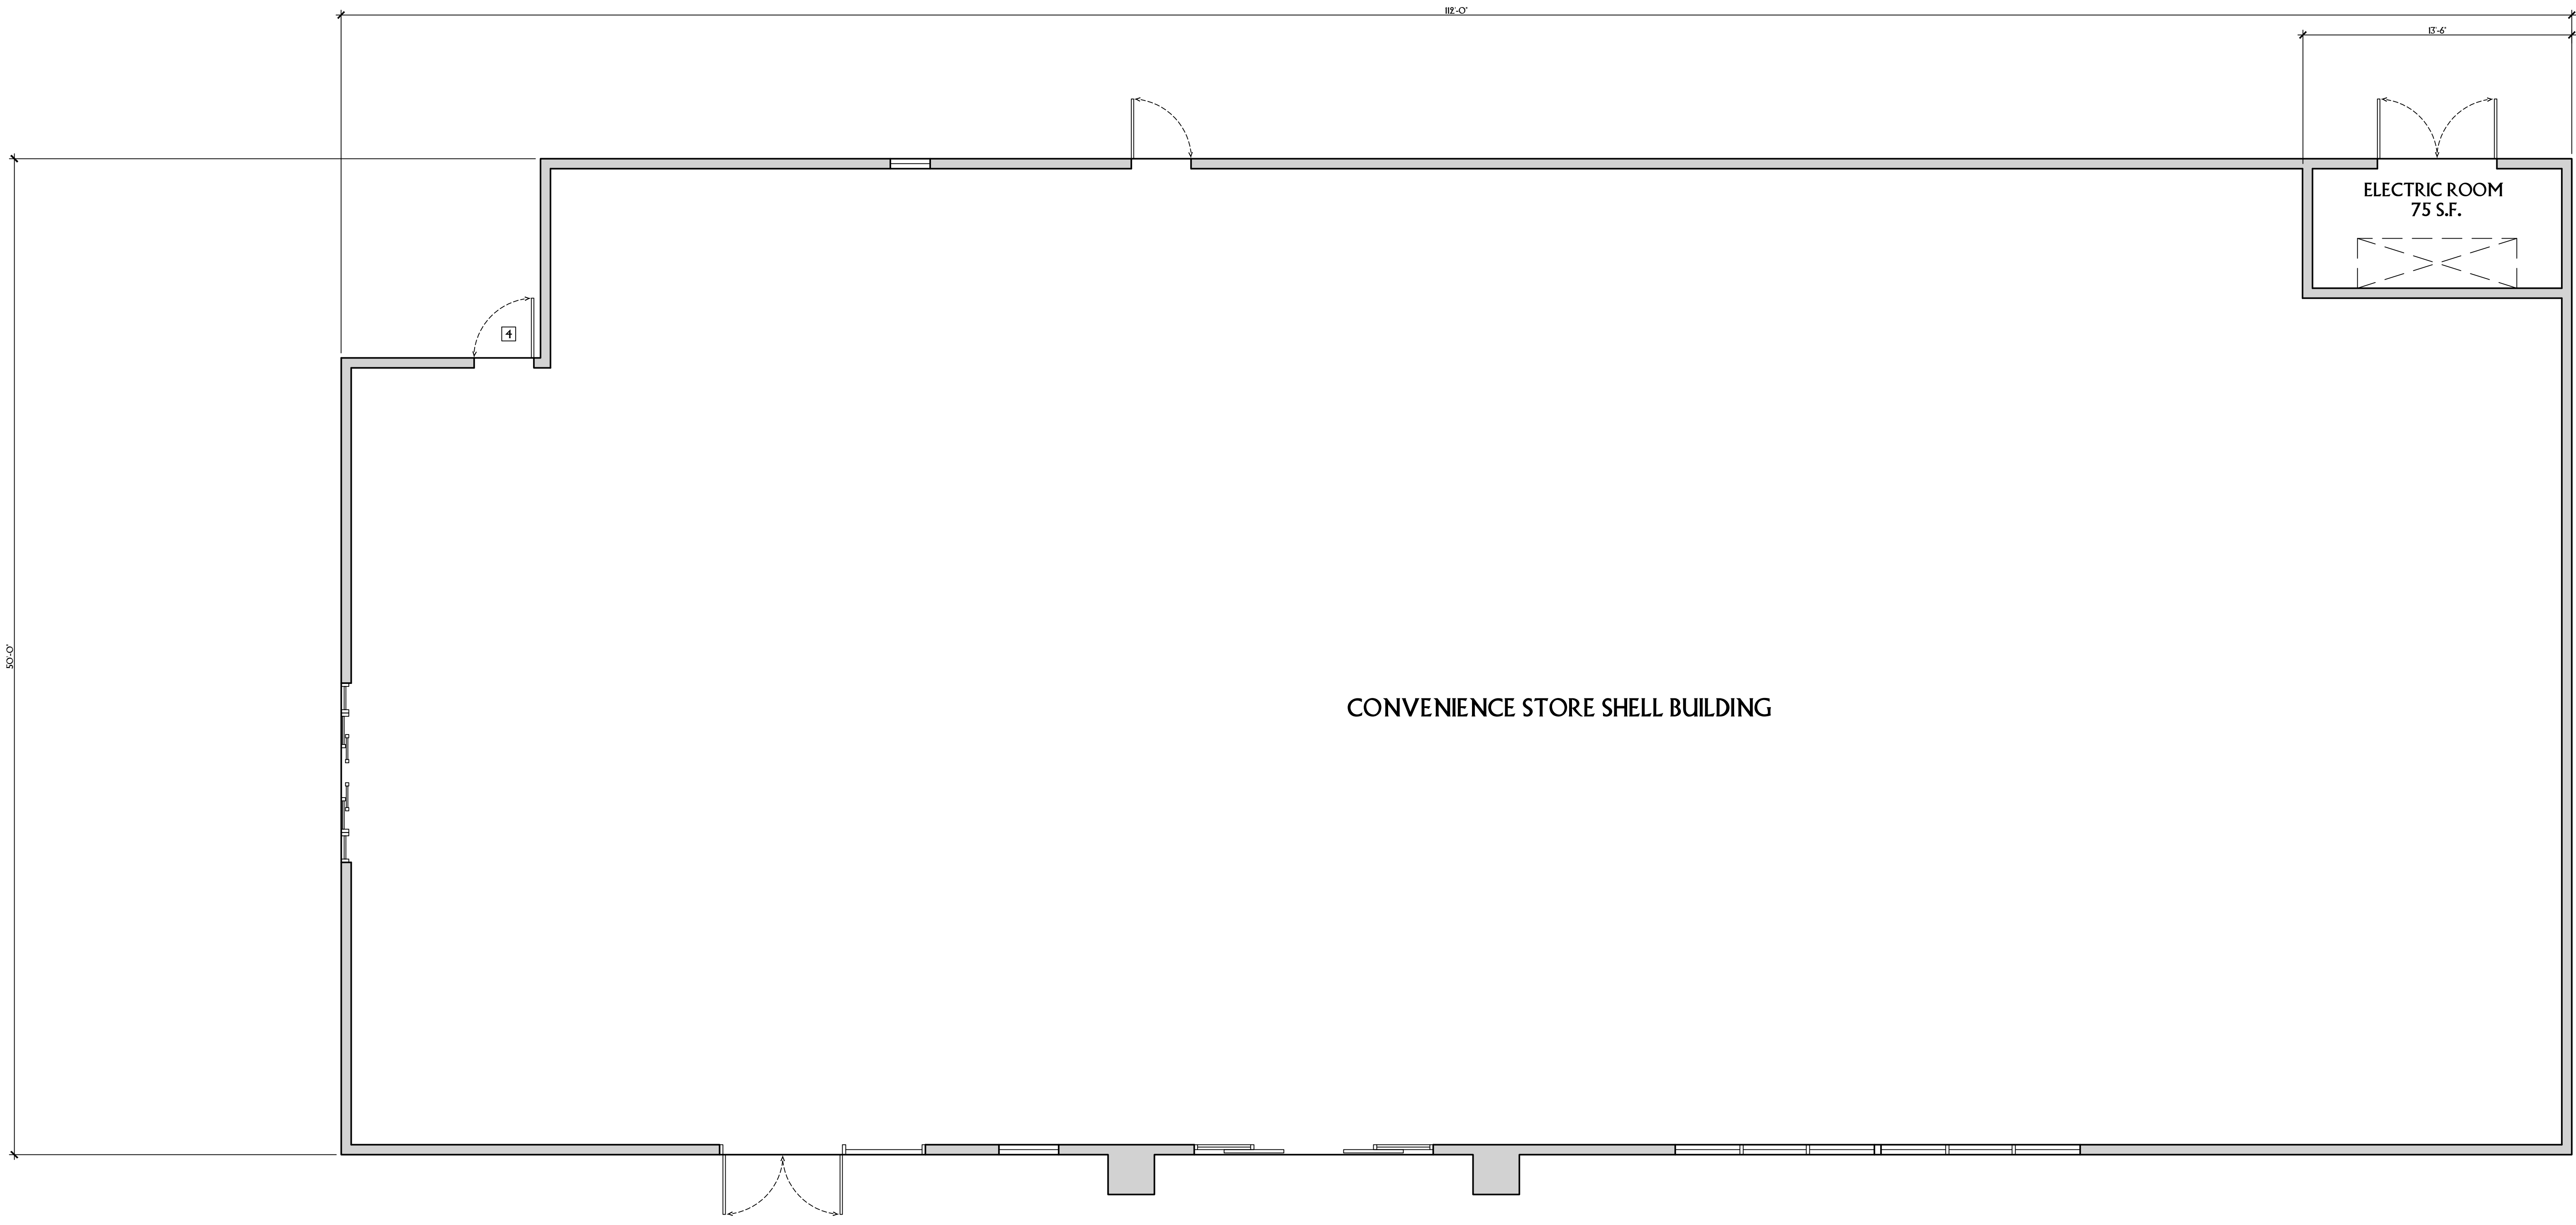 112'-0"
13'-6"
ELECTRIC ROOM
75 S.F.
4
50'-0"
CONVENIENCE STORE SHELL BUILDING